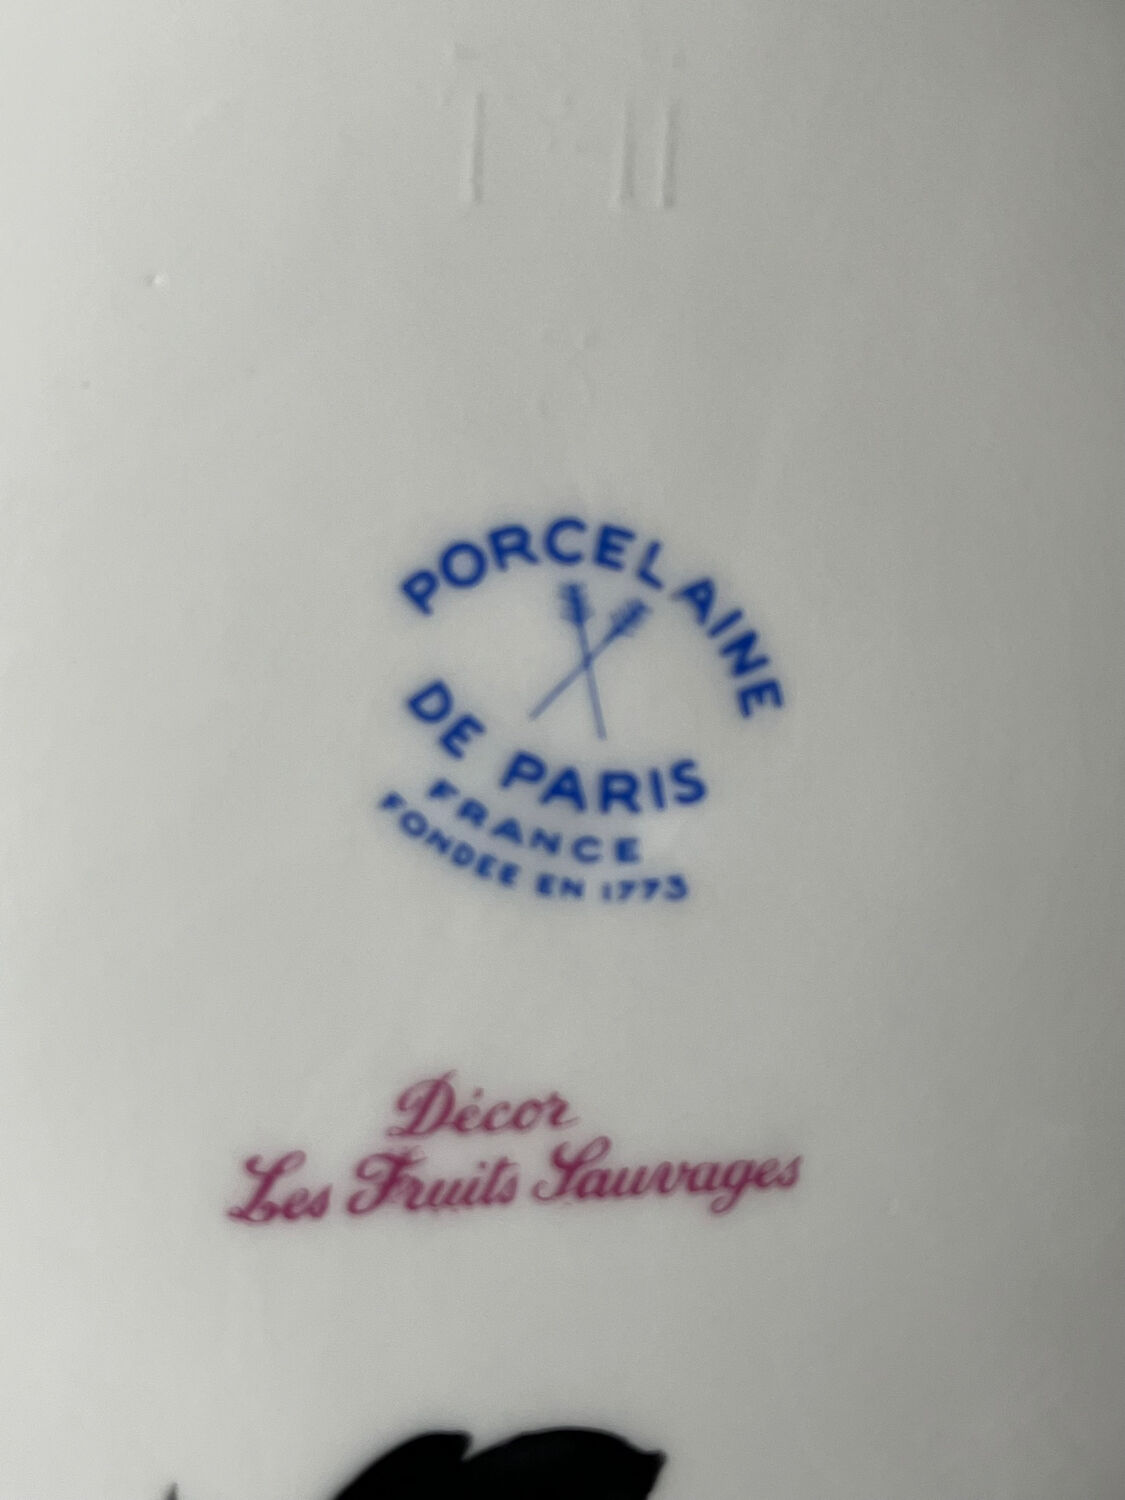 PORCELAINE
DE PARIS
FRANCE
FONDEE EN 1773
Décor
Les Fruits Sauvages